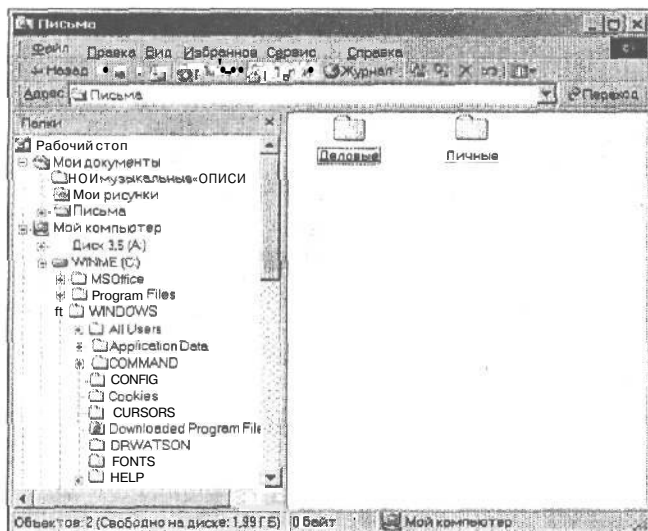 Письма
Файл Правка Вид Избранное Сервис Справка
Назад Журнал
Адрес Письма Переход
Папки
Рабочий стол
Деловые Личные
Мои документы
НОИмузыкальные«ОПИСИ
Мои рисунки
Письма
Мой компьютер
Диск 3,5 (A:)
WINME (C:)
MSOffice
Program Files
ft WINDOWS
All Users
Application Data
COMMAND
CONFIG
Cookies
CURSORS
Downloaded Program File
DRWATSON
FONTS
HELP
Объектов: 2 (Свободно на диске: 1,99 ГБ) 0 байт Мой компьютер